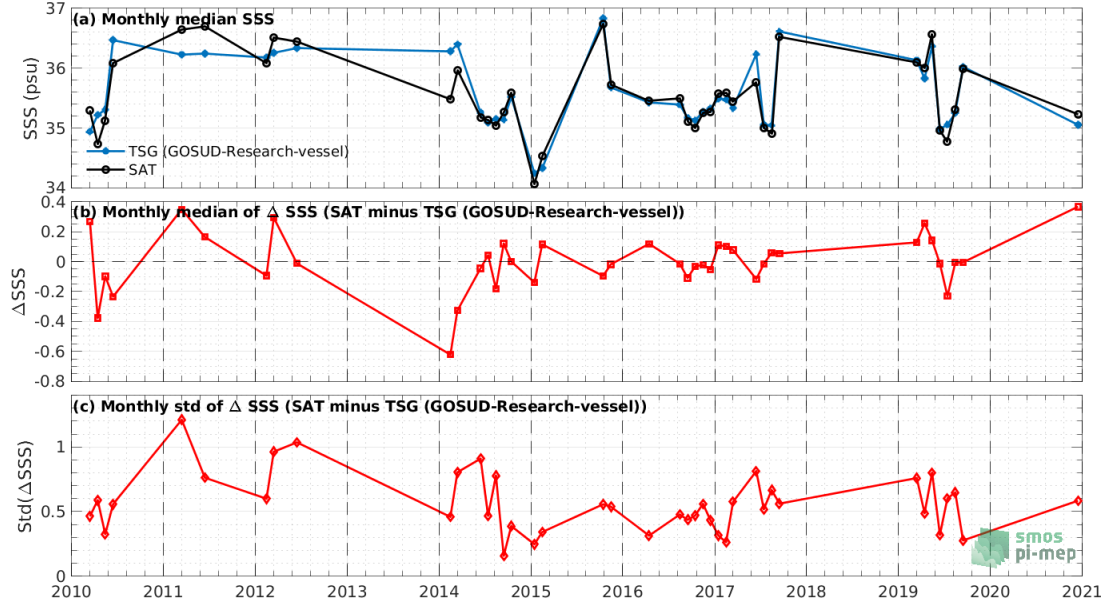 (a) Monthly median SSS
37
36
35
34
SSS (psu)
TSG (GOSUD-Research-vessel)
SAT
(b) Monthly median of Δ SSS (SAT minus TSG (GOSUD-Research-vessel))
0.4
0.2
0
-0.2
-0.4
-0.6
-0.8
ΔSSS
(c) Monthly std of Δ SSS (SAT minus TSG (GOSUD-Research-vessel))
1
0.5
0
Std(ΔSSS)
smos
pi-mep
2010 2011 2012 2013 2014 2015 2016 2017 2018 2019 2020 2021